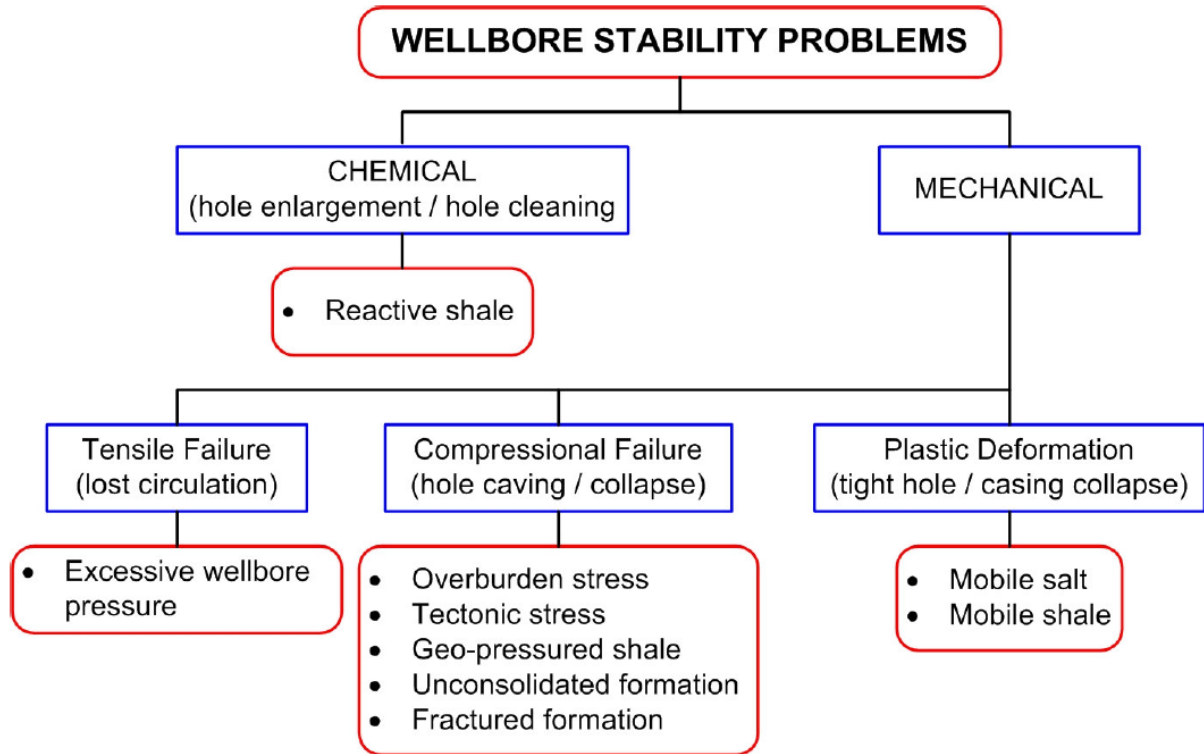 WELLBORE STABILITY PROBLEMS
CHEMICAL
(hole enlargement / hole cleaning
MECHANICAL
• Reactive shale
Tensile Failure
(lost circulation)
Compressional Failure
(hole caving / collapse)
Plastic Deformation
(tight hole / casing collapse)
• Excessive wellbore
pressure
• Overburden stress
• Tectonic stress
• Geo-pressured shale
• Unconsolidated formation
• Fractured formation
• Mobile salt
• Mobile shale